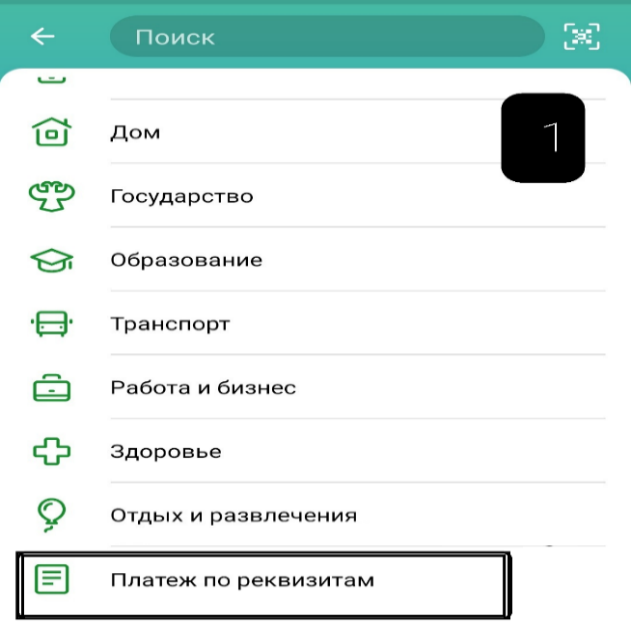 Поиск
Дом
1
Государство
Образование
Транспорт
Работа и бизнес
Здоровье
Отдых и развлечения
Платеж по реквизитам